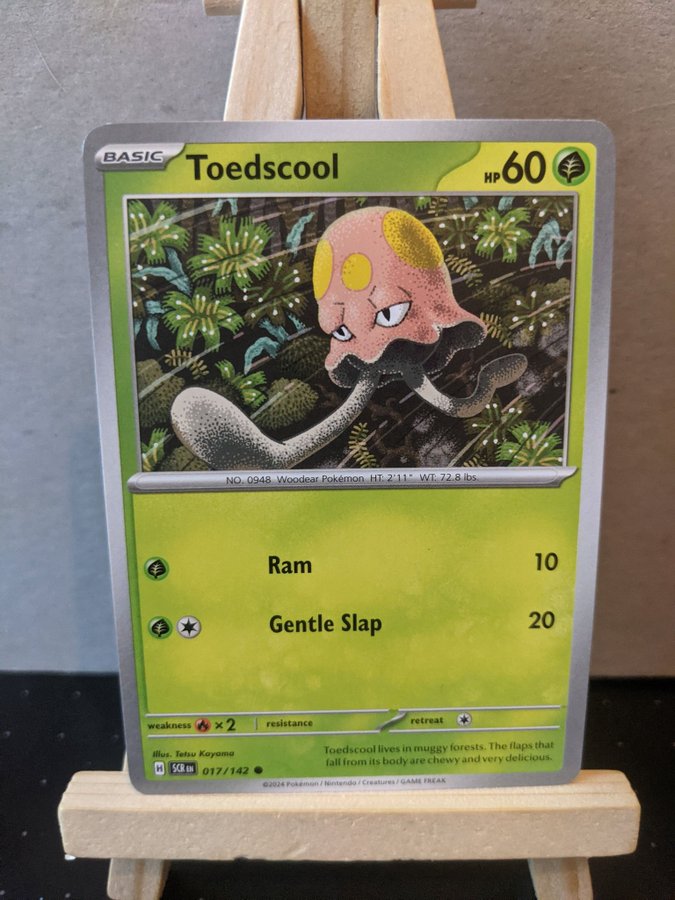 BASIC Toedscool HP60
NO. 0948 Woodear Pokémon HT: 2'11" WT: 72.8 lbs.
Ram 10
Gentle Slap 20
weakness ×2 resistance retreat
Illus. Tetsu Kayama
Toedscool lives in muggy forests. The flaps that
fall from its body are chewy and very delicious.
H SCR EN 017/142
©2024 Pokémon / Nintendo / Creatures / GAME FREAK